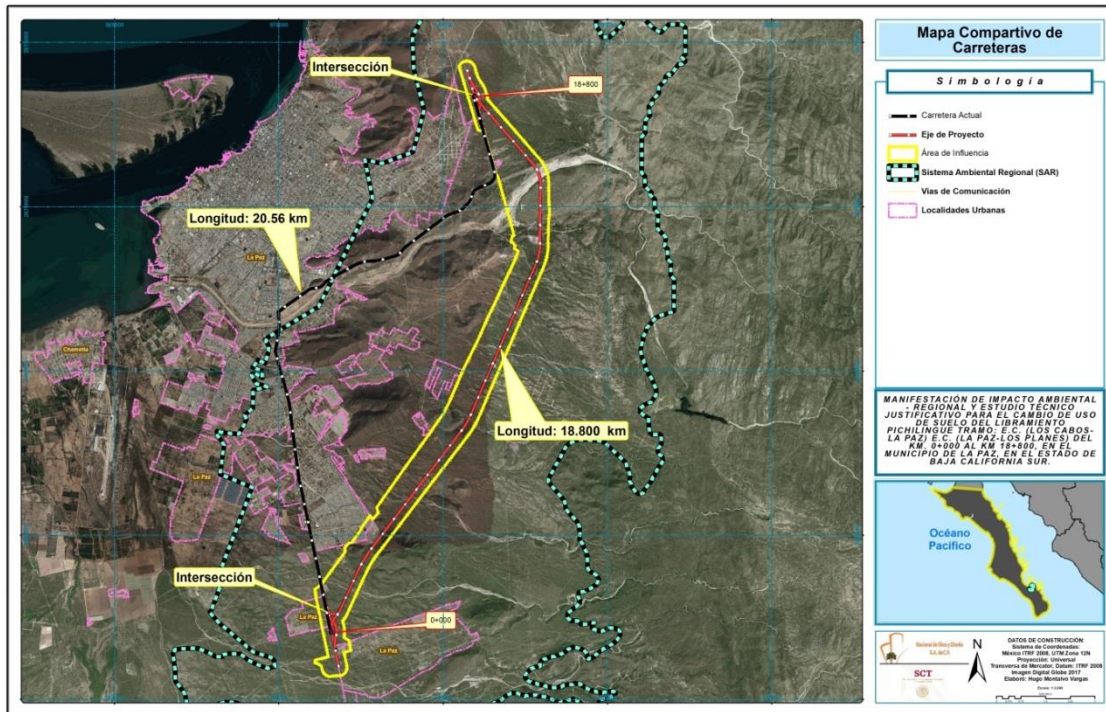 Mapa Compartivo de
Carreteras
Simbología
Carretera Actual
Eje de Proyecto
Área de Influencia
Sistema Ambiental Regional (SAR)
Vias de Comunicación
Localidades Urbanas
MANIFESTACIÓN DE IMPACTO AMBIENTAL
- REGIONAL Y ESTUDIO TÉCNICO
JUSTIFICATIVO PARA EL CAMBIO DE USO
DE SUELO DEL LIBRAMIENTO
PICHILINGUE TRAMO: E.C. (LOS CABOS-
LA PAZ) E.C. (LA PAZ-LOS PLANES) DEL
KM. 0+000 AL KM 18+800, EN EL
MUNICIPIO DE LA PAZ, EN EL ESTADO DE
BAJA CALIFORNIA SUR.
Océano
Pacífico
S.A. de C.V.
SCT
N
DATOS DE CONSTRUCCIÓN:
Sistema de Coordenadas:
México ITRF 2008, UTM Zona 12N
Proyección: Universal
Transversa de Mercator, Datum: ITRF 2008
Imagen Digital Globe 2017
Elaboró: Hugo Montalvo Vargas
Intersección
18+800
Longitud: 20.56 km
La Paz
Chametla
Longitud: 18.800 km
La Paz
Intersección
La Paz
0+000
La Paz